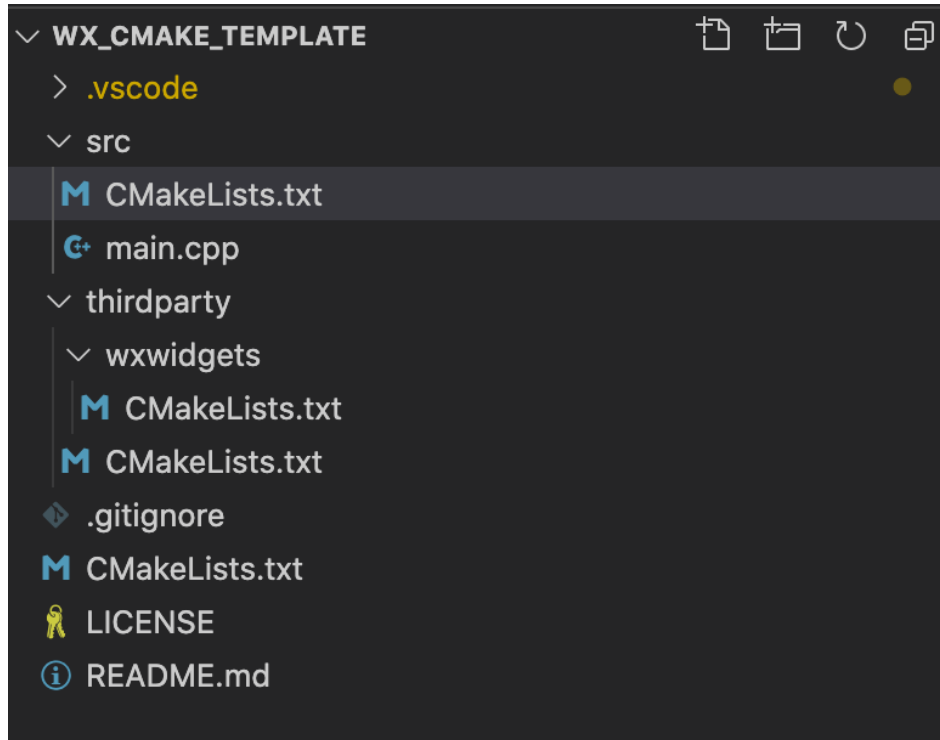 WX_CMAKE_TEMPLATE
.vscode
src
CMakeLists.txt
main.cpp
thirdparty
wxwidgets
CMakeLists.txt
CMakeLists.txt
.gitignore
CMakeLists.txt
LICENSE
README.md